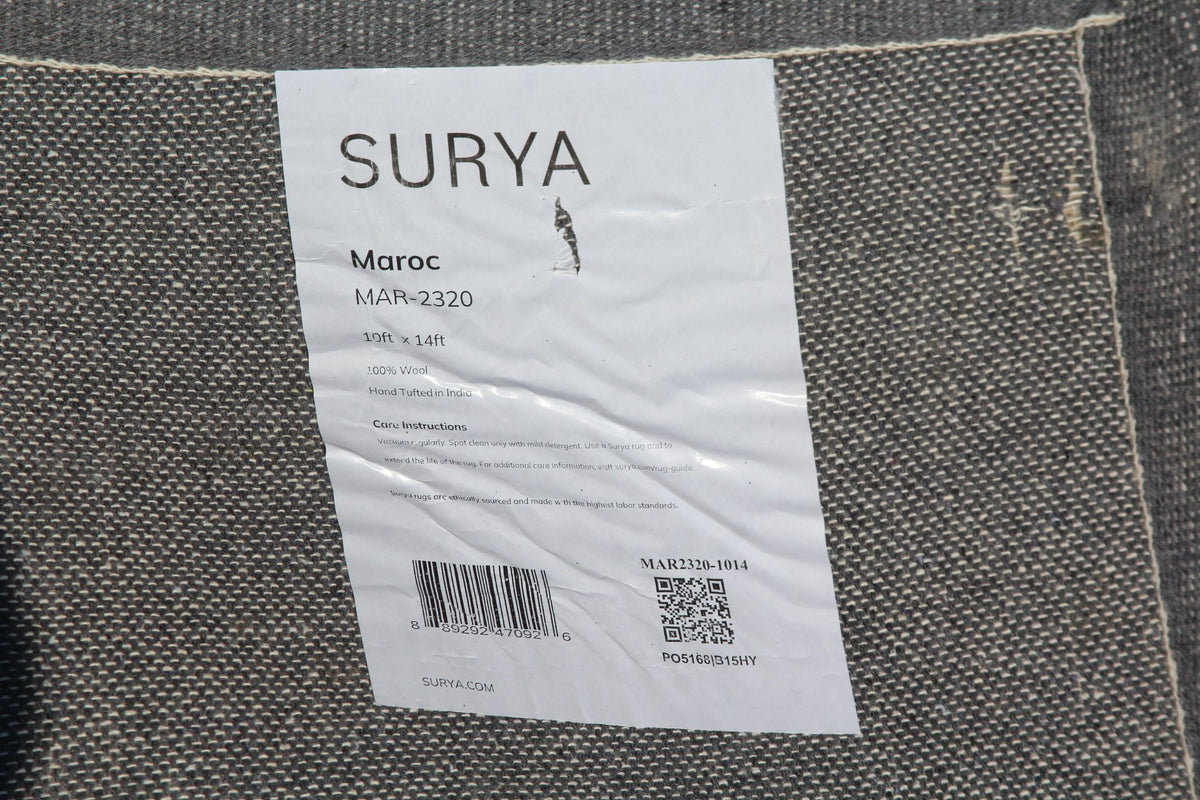 SURYA
Maroc
MAR-2320
10ft x 14ft
100% Wool
Hand Tufted in India
Care Instructions
Vacuum regularly. Spot clean only with mild detergent. Use a Surya rug pad to
extend the life of the rug. For additional care information, visit surya.com/rug-guide.
Surya rugs are ethically sourced and made with the highest labor standards.
MAR2320-1014
8 89292 47092 6
PO5168|B15HY
SURYA.COM